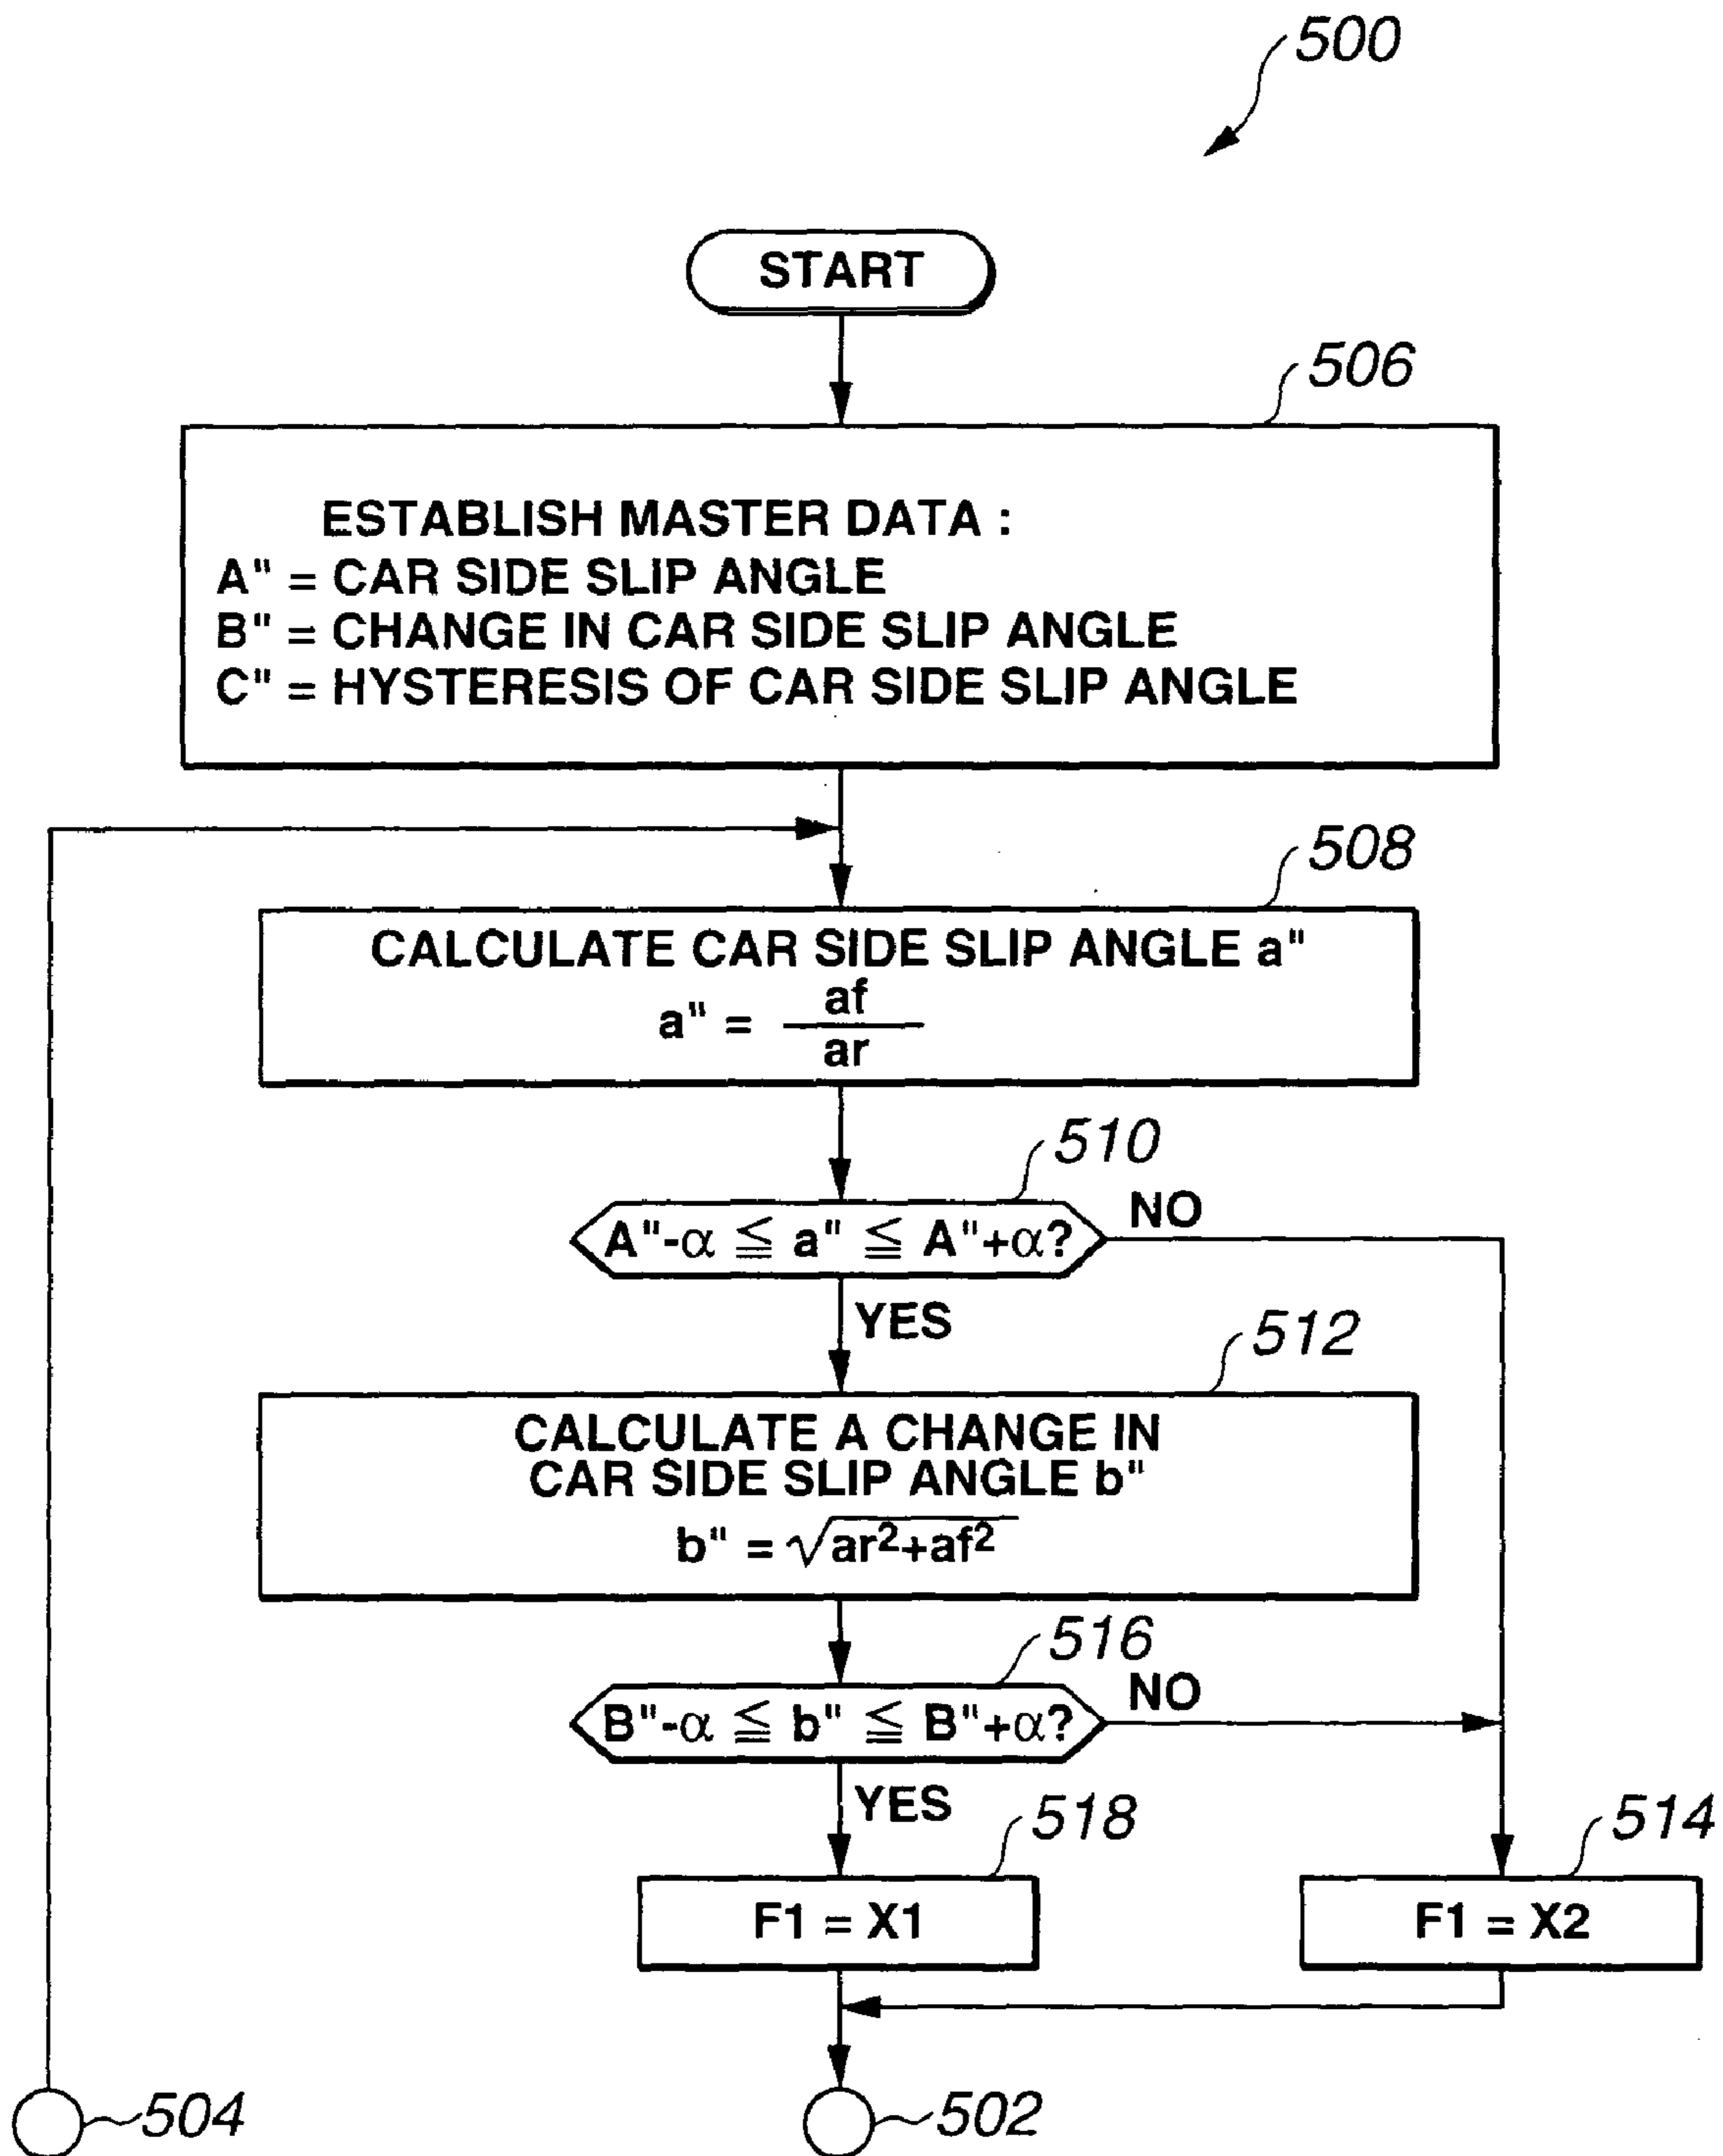 500
START
506
ESTABLISH MASTER DATA :
A" = CAR SIDE SLIP ANGLE
B" = CHANGE IN CAR SIDE SLIP ANGLE
C" = HYSTERESIS OF CAR SIDE SLIP ANGLE
508
CALCULATE CAR SIDE SLIP ANGLE a"
a" = af
ar
510
A"-α ≦ a" ≦ A"+α?
NO
YES
512
CALCULATE A CHANGE IN
CAR SIDE SLIP ANGLE b"
b" = √ar²+af²
516
B"-α ≦ b" ≦ B"+α?
NO
YES
518
514
F1 = X1
F1 = X2
504
502